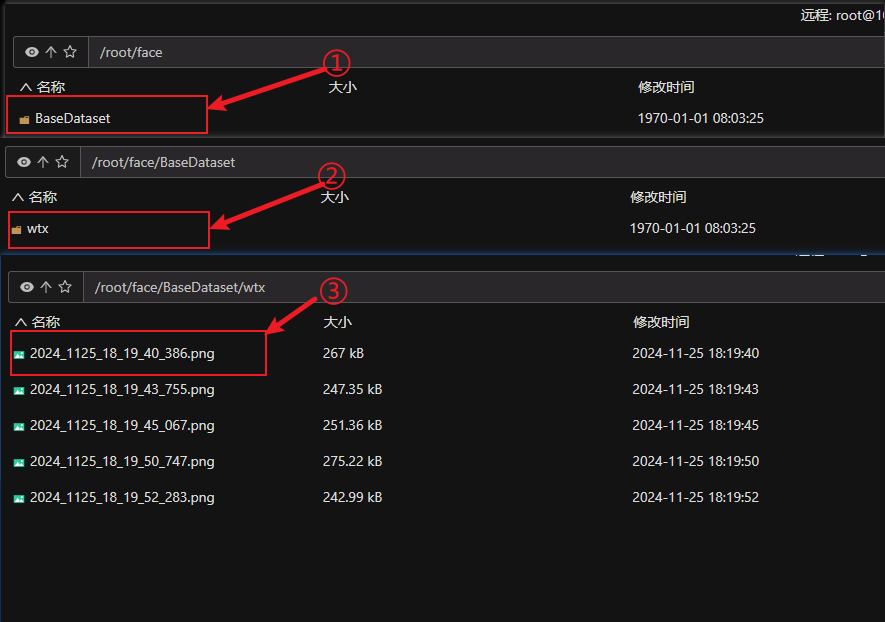 远程: root@10
/root/face
①
名称 大小 修改时间
BaseDataset 1970-01-01 08:03:25
/root/face/BaseDataset
②
名称 大小 修改时间
wtx 1970-01-01 08:03:25
/root/face/BaseDataset/wtx
③
名称 大小 修改时间
2024_1125_18_19_40_386.png 267 kB 2024-11-25 18:19:40
2024_1125_18_19_43_755.png 247.35 kB 2024-11-25 18:19:43
2024_1125_18_19_45_067.png 251.36 kB 2024-11-25 18:19:45
2024_1125_18_19_50_747.png 275.22 kB 2024-11-25 18:19:50
2024_1125_18_19_52_283.png 242.99 kB 2024-11-25 18:19:52